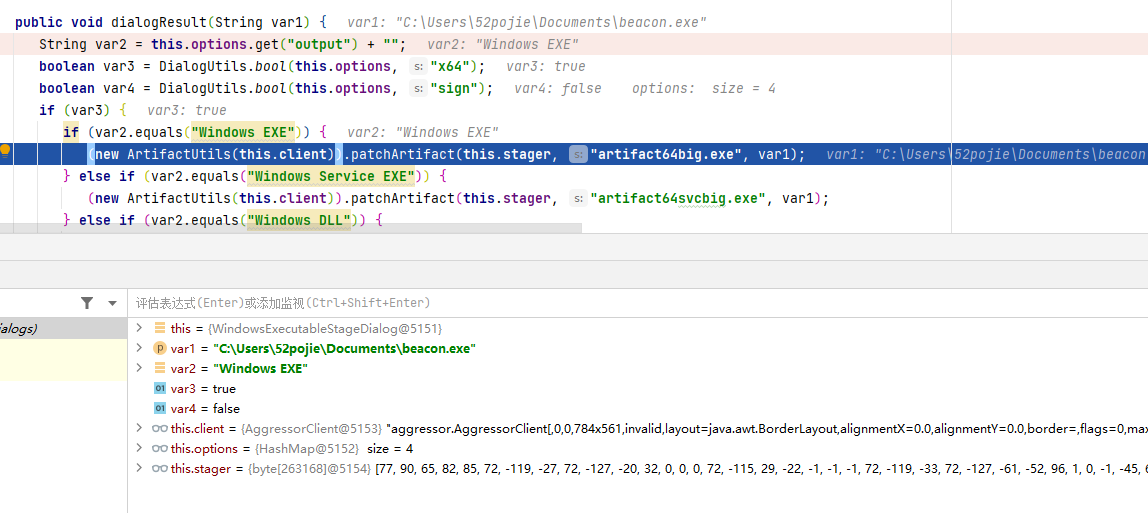 public void dialogResult(String var1) {   var1: "C:\Users\52pojie\Documents\beacon.exe"
String var2 = this.options.get("output") + "";   var2: "Windows EXE"
boolean var3 = DialogUtils.bool(this.options, s: "x64");   var3: true
boolean var4 = DialogUtils.bool(this.options, s: "sign");   var4: false    options:  size = 4
if (var3) {   var3: true
if (var2.equals("Windows EXE")) {   var2: "Windows EXE"
(new ArtifactUtils(this.client)).patchArtifact(this.stager, s: "artifact64big.exe", var1);   var1: "C:\Users\52pojie\Documents\beacon
} else if (var2.equals("Windows Service EXE")) {
(new ArtifactUtils(this.client)).patchArtifact(this.stager, s: "artifact64svcbig.exe", var1);
} else if (var2.equals("Windows DLL")) {
评估表达式(Enter)或添加监视(Ctrl+Shift+Enter)
ialogs)
this = {WindowsExecutableStageDialog@5151}
p var1 = "C:\Users\52pojie\Documents\beacon.exe"
var2 = "Windows EXE"
01 var3 = true
01 var4 = false
this.client = {AggressorClient@5153} "aggressor.AggressorClient[,0,0,784x561,invalid,layout=java.awt.BorderLayout,alignmentX=0.0,alignmentY=0.0,border=,flags=0,max
this.options = {HashMap@5152}  size = 4
this.stager = {byte[263168]@5154} [77, 90, 65, 82, 85, 72, -119, -27, 72, -127, -20, 32, 0, 0, 0, 72, -115, 29, -22, -1, -1, -1, 72, -119, -33, 72, -127, -61, -52, 96, 1, 0, -1, -45, 6